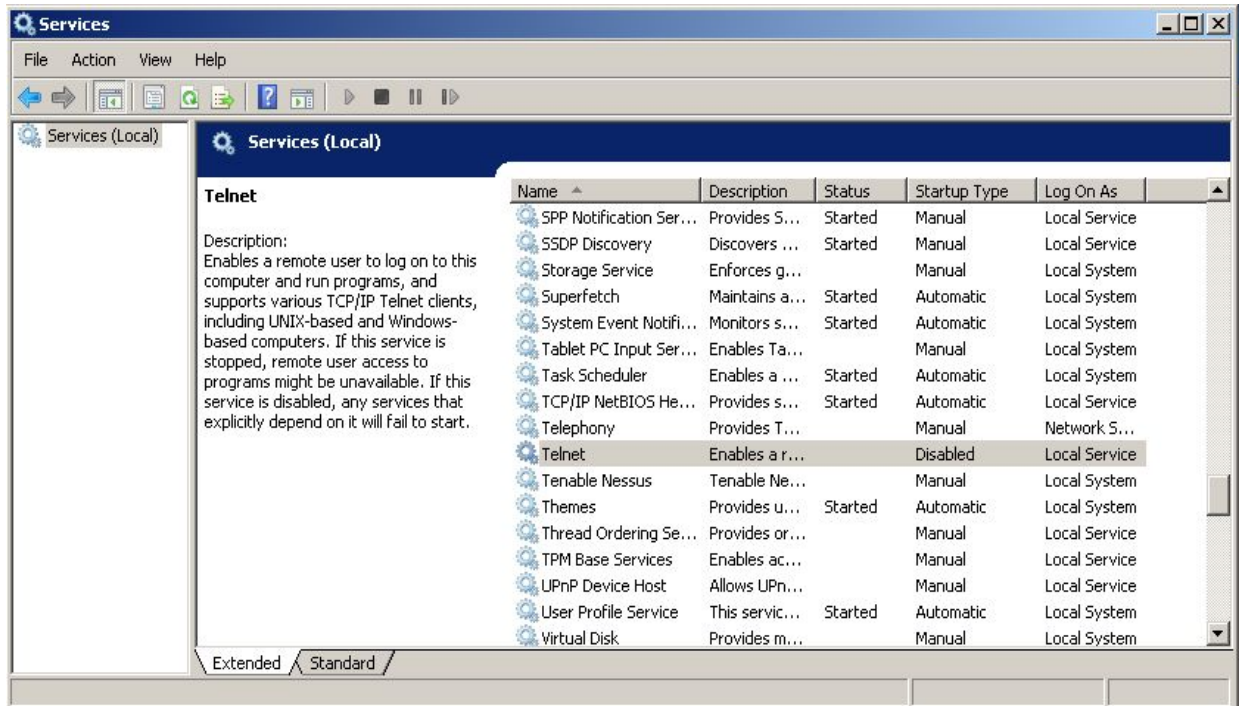 Services
File Action View Help
Services (Local)
Services (Local)
Telnet
Description:
Enables a remote user to log on to this
computer and run programs, and
supports various TCP/IP Telnet clients,
including UNIX-based and Windows-
based computers. If this service is
stopped, remote user access to
programs might be unavailable. If this
service is disabled, any services that
explicitly depend on it will fail to start.
Name Description Status Startup Type Log On As
SPP Notification Ser... Provides S... Started Manual Local Service
SSDP Discovery Discovers ... Started Manual Local Service
Storage Service Enforces g... Manual Local System
Superfetch Maintains a... Started Automatic Local System
System Event Notifi... Monitors s... Started Automatic Local System
Tablet PC Input Ser... Enables Ta... Manual Local System
Task Scheduler Enables a ... Started Automatic Local System
TCP/IP NetBIOS He... Provides s... Started Automatic Local Service
Telephony Provides T... Manual Network S...
Telnet Enables a r... Disabled Local Service
Tenable Nessus Tenable Ne... Manual Local System
Themes Provides u... Started Automatic Local System
Thread Ordering Se... Provides or... Manual Local Service
TPM Base Services Enables ac... Manual Local Service
UPnP Device Host Allows UPn... Manual Local Service
User Profile Service This servic... Started Automatic Local System
Virtual Disk Provides m... Manual Local System
Extended Standard